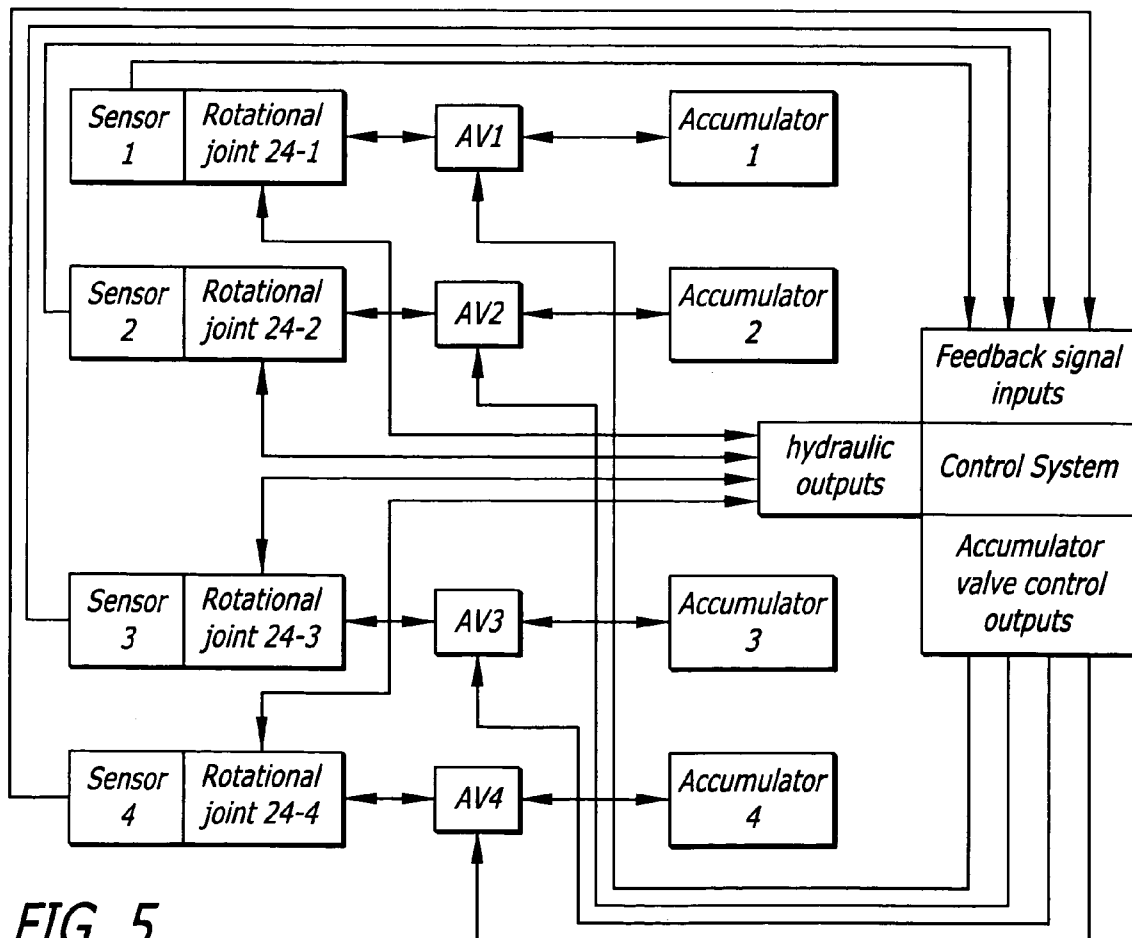 Sensor
1
Rotational
joint 24-1
AV1
Accumulator
1
Sensor
2
Rotational
joint 24-2
AV2
Accumulator
2
Feedback signal
inputs
hydraulic
outputs
Control System
Accumulator
valve control
outputs
Sensor
3
Rotational
joint 24-3
AV3
Accumulator
3
Sensor
4
Rotational
joint 24-4
AV4
Accumulator
4
FIG. 5